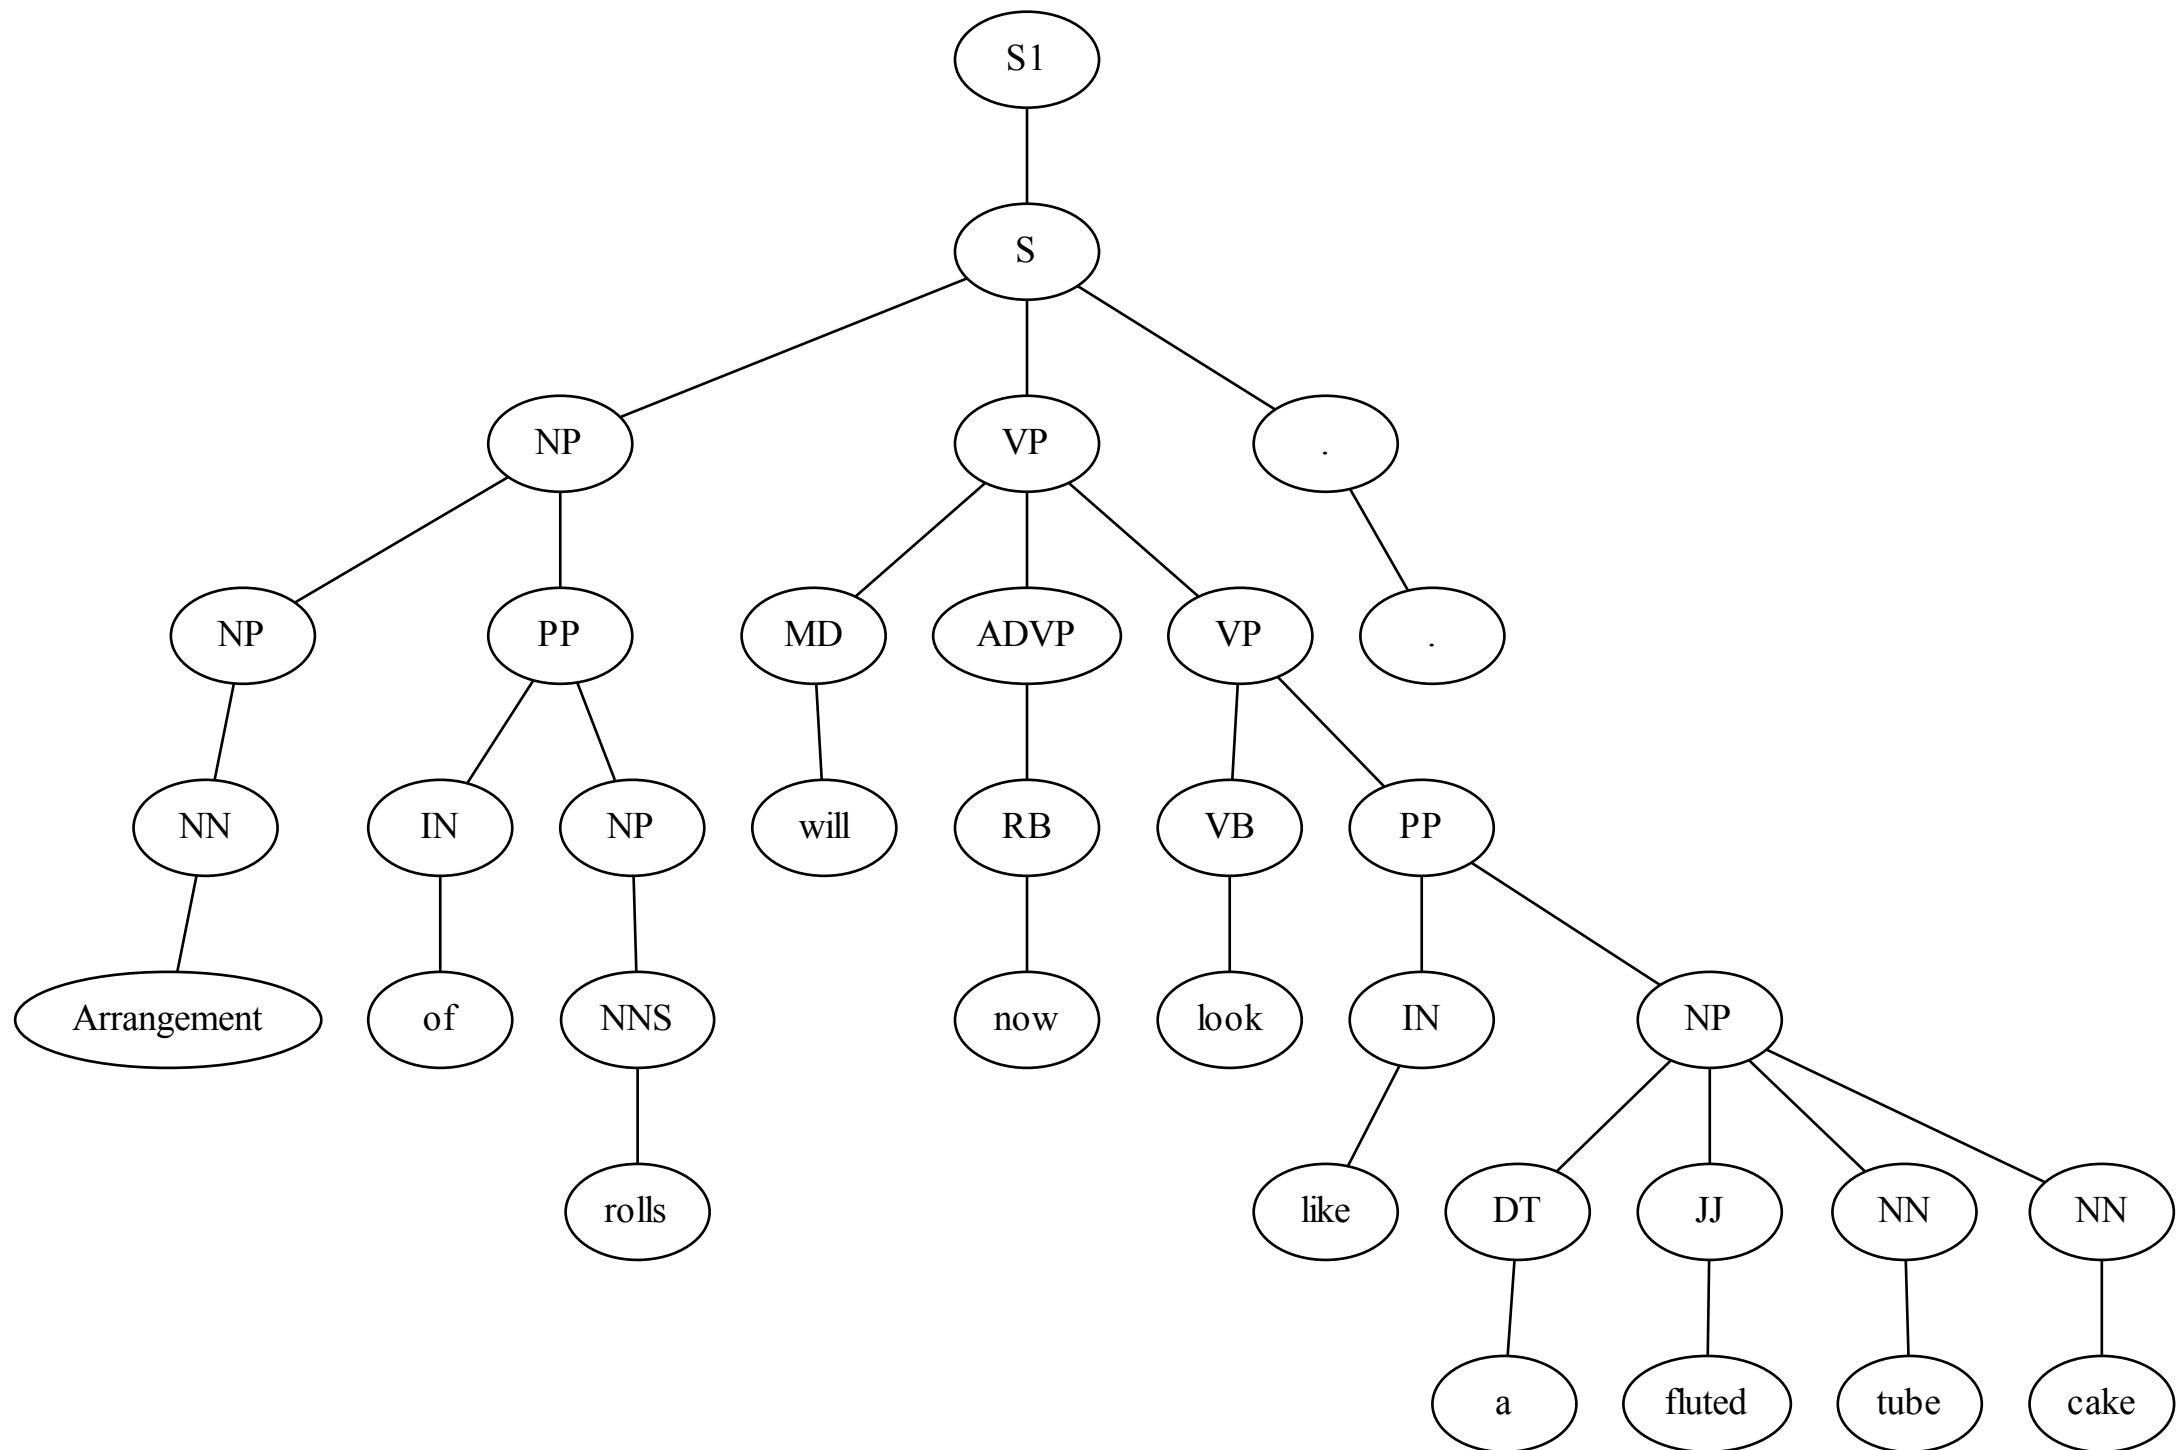 S1
S
NP VP .
NP PP MD ADVP VP .
NN IN NP will RB VB PP
Arrangement of NNS now look IN NP
rolls like DT JJ NN NN
a fluted tube cake